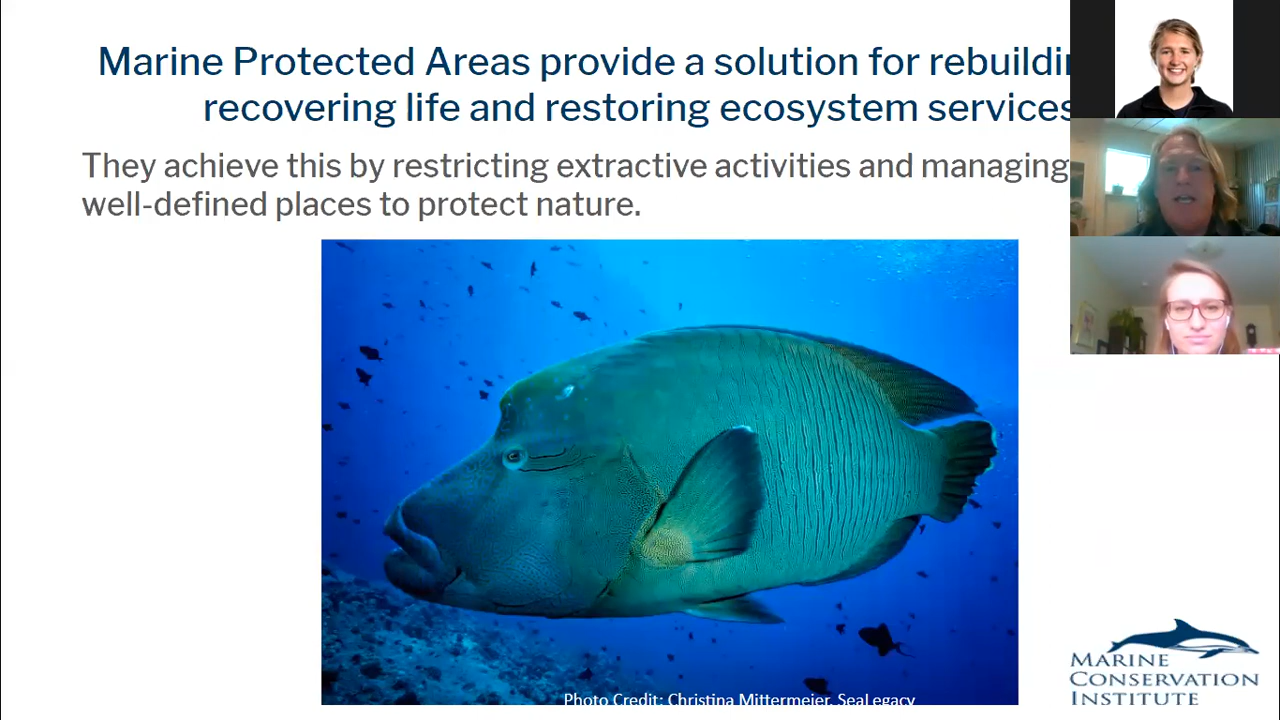 Marine Protected Areas provide a solution for rebuildin
recovering life and restoring ecosystem services
They achieve this by restricting extractive activities and managing
well-defined places to protect nature.
Photo Credit: Christina Mittermeier, SeaLegacy
MARINE
CONSERVATION
INSTITUTE